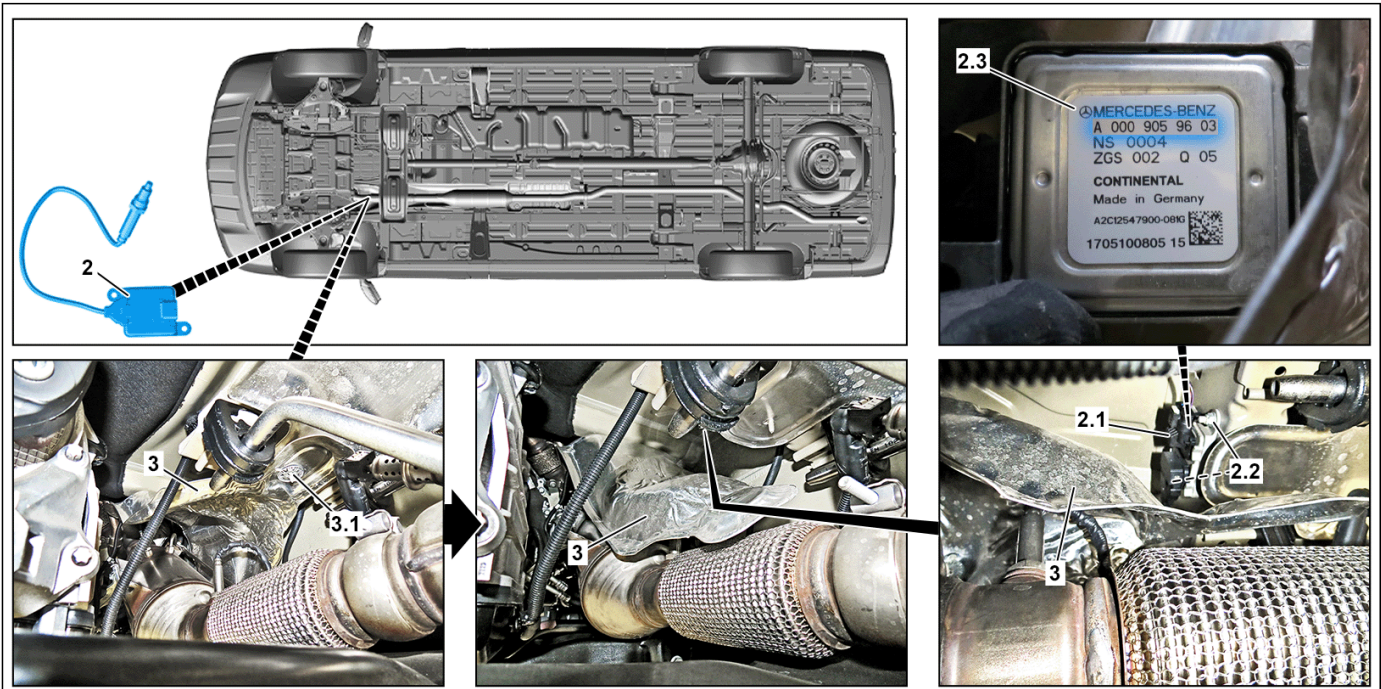 2
2.3
MERCEDES-BENZ
A 000 905 96 03
NS 0004
ZGS 002 Q 05
CONTINENTAL
Made in Germany
A2C12547900-081G
1705100805 15
3
3.1
3
2.1
2.2
3